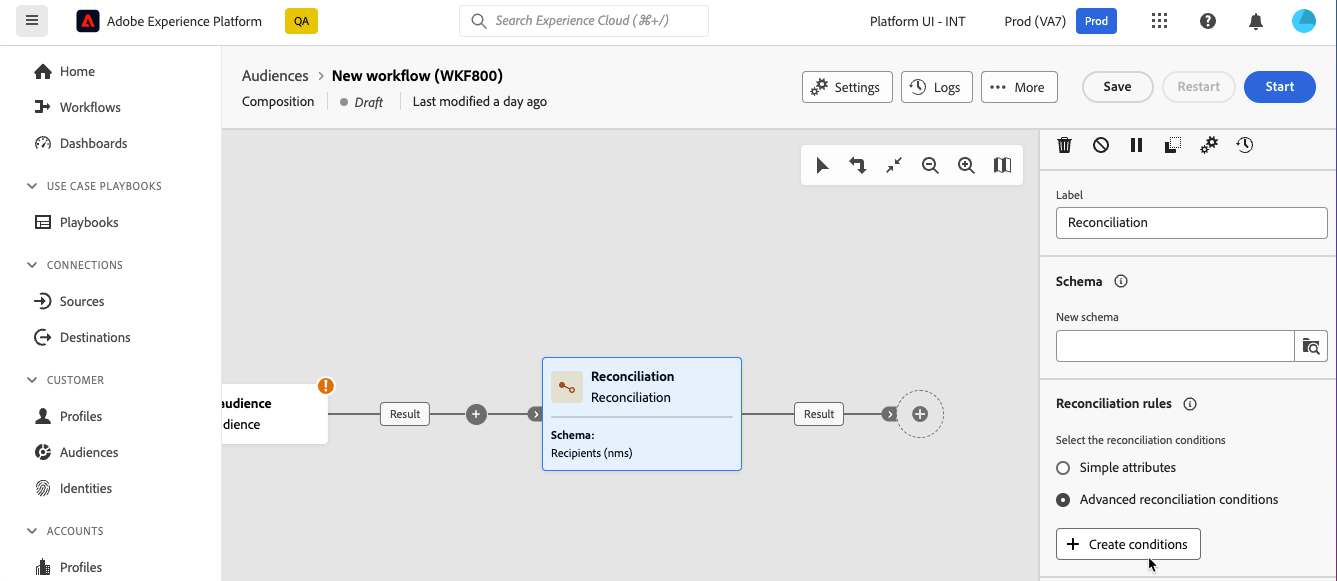 Adobe Experience Platform
QA
Search Experience Cloud (⌘+/)
Platform UI - INT
Prod (VA7)
Prod
Home
Workflows
Dashboards
USE CASE PLAYBOOKS
Playbooks
CONNECTIONS
Sources
Destinations
CUSTOMER
Profiles
Audiences
Identities
ACCOUNTS
Profiles
Audiences > New workflow (WKF800)
Composition
Draft
Last modified a day ago
Settings
Logs
More
Save
Restart
Start
audience
dience
Result
Reconciliation
Reconciliation
Schema:
Recipients (nms)
Result
Label
Reconciliation
Schema
New schema
Reconciliation rules
Select the reconciliation conditions
Simple attributes
Advanced reconciliation conditions
+ Create conditions